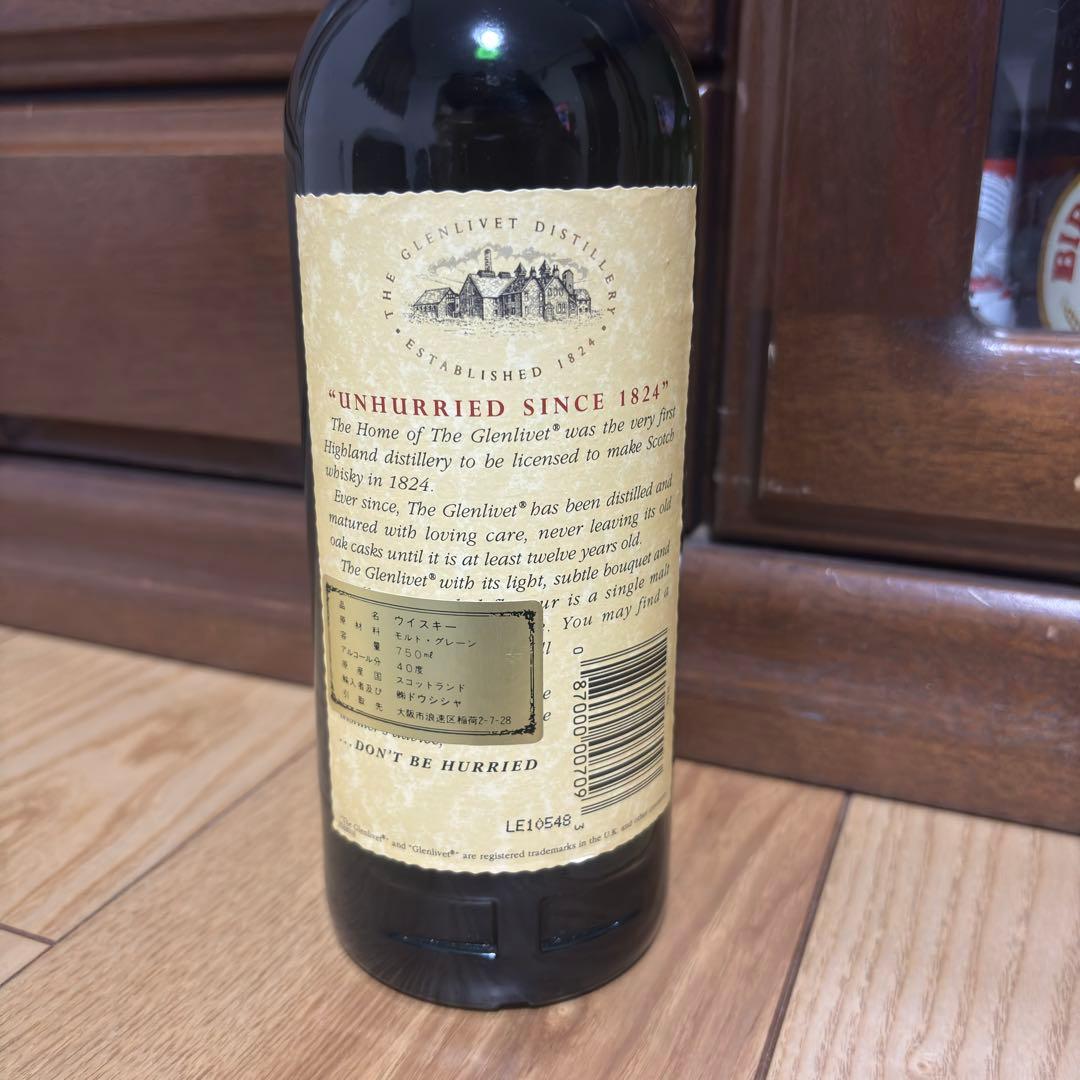 THE GLENLIVET DISTILLERY
• ESTABLISHED 1824 •
“UNHURRIED SINCE 1824”
The Home of The Glenlivet® was the very first
Highland distillery to be licensed to make Scotch
whisky in 1824.
Ever since, The Glenlivet® has been distilled and
matured with loving care, never leaving its old
oak casks until it is at least twelve years old.
The Glenlivet® with its light, subtle bouquet and
is a single malt
You may find a
品名 ウイスキー
原材料 モルト・グレーン
容量 750㎖
アルコール分 40度
原産国 スコットランド
輸入者及び ㈱ドウシシャ
引取先 大阪市浪速区稲荷2-7-28
...DON'T BE HURRIED
0 87000 00709 3
LE10548
"The Glenlivet®" and "Glenlivet®" are registered trademarks in the U.K. and other
BIR